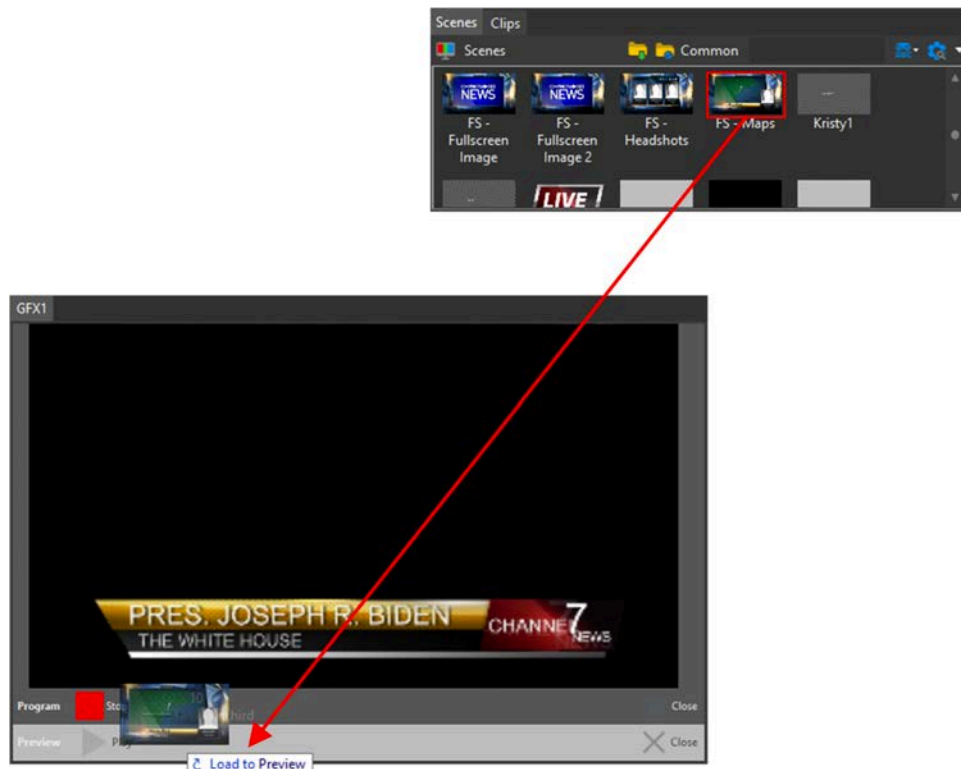 Scenes Clips
Scenes Common
NEWS NEWS
FS - Fullscreen Image
FS - Fullscreen Image 2
FS - Headshots
FS - Maps
Kristy1
LIVE
GFX1
PRES. JOSEPH R. BIDEN
THE WHITE HOUSE
CHANNEL 7
NEWS
Program
Close
Preview
Close
Load to Preview